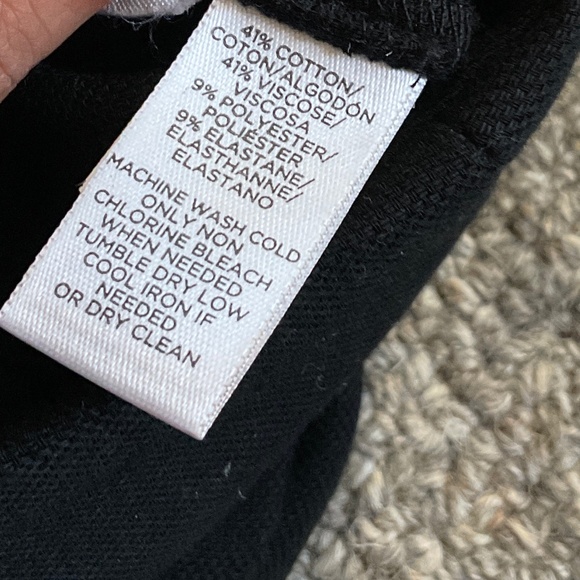 41% COTTON/
COTON/ALGODÓN
41% VISCOSE/
VISCOSA
9% POLYESTER/
POLIÉSTER
9% ELASTANE/
ELASTHANNE/
ELASTANO
MACHINE WASH COLD
ONLY NON
CHLORINE BLEACH
WHEN NEEDED
TUMBLE DRY LOW
COOL IRON IF
NEEDED
OR DRY CLEAN